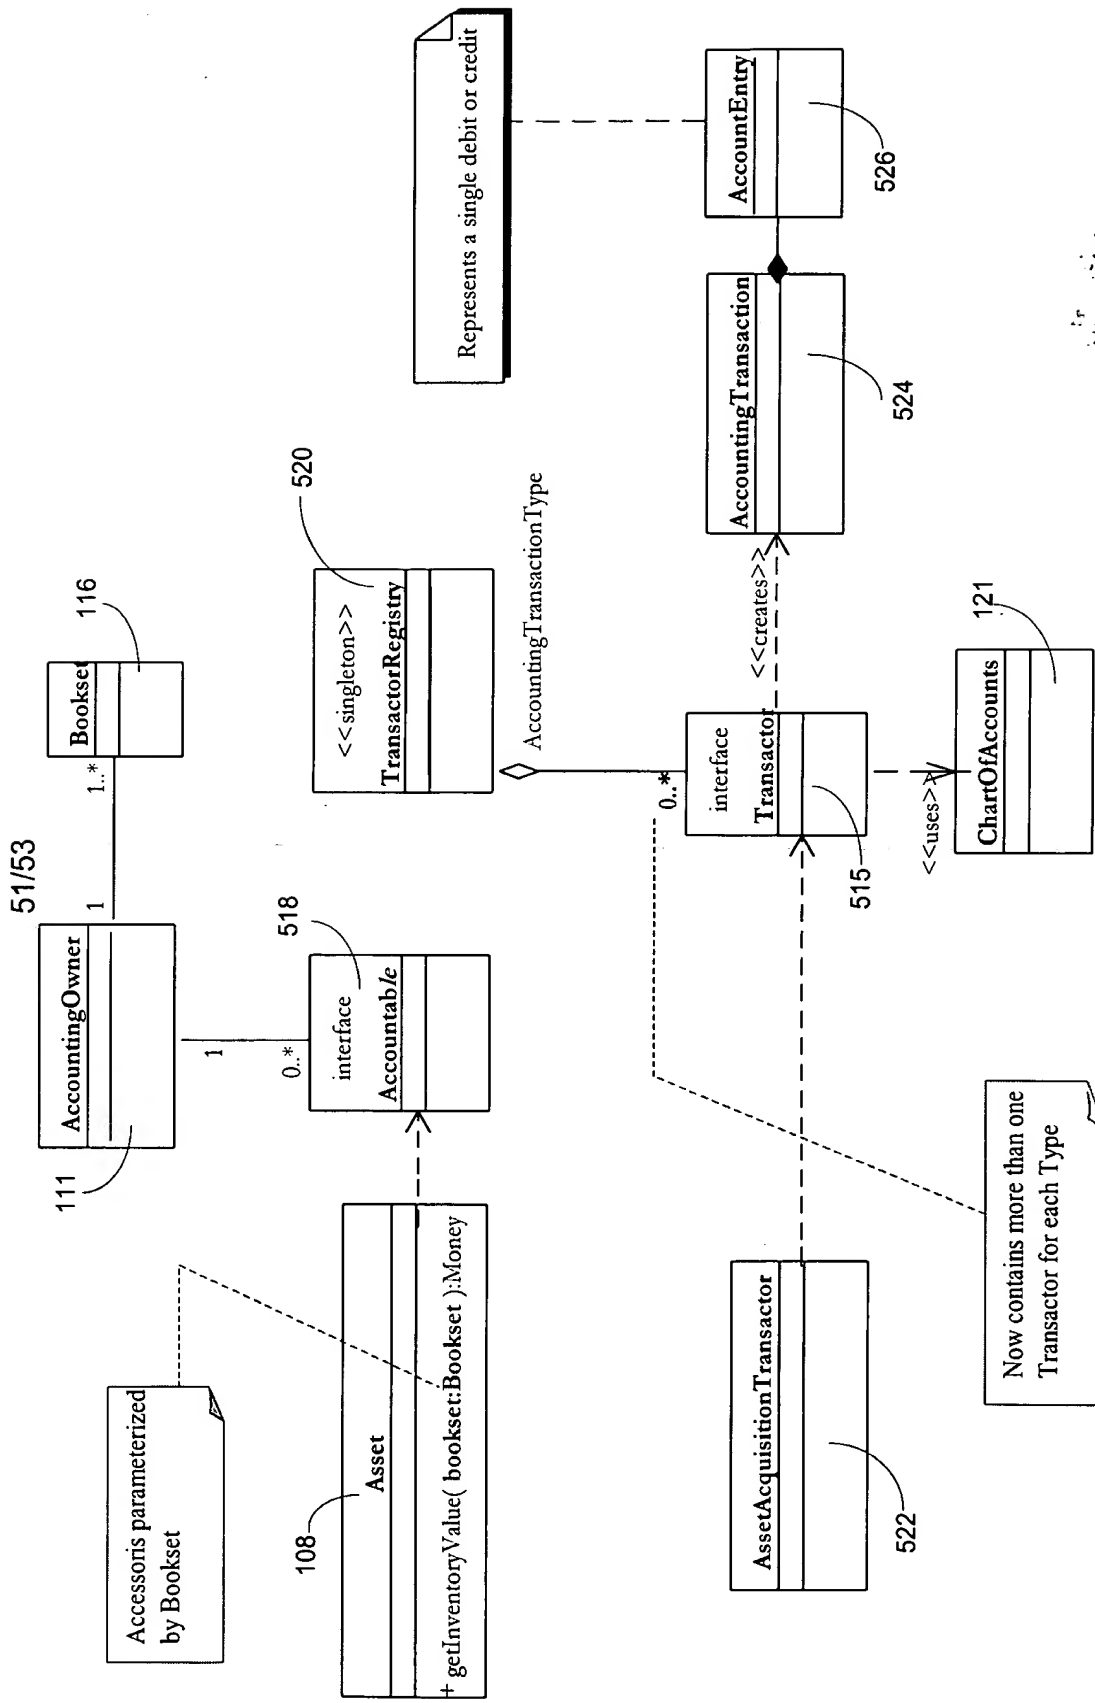 51/53
AccountingOwner
111
1
1..*
Bookset
116
1
0..*
interface
Accountable
518
Accessoris parameterized
by Bookset
108
Asset
+ getInventoryValue( bookset:Bookset ):Money
520
<<singleton>>
TransactorRegistry
AccountingTransactionType
0..*
interface
Transactor
515
<<creates>>
<<uses>>
ChartOfAccounts
121
Represents a single debit or credit
AccountingTransaction
524
AccountEntry
526
AssetAcquisitionTransactor
522
Now contains more than one
Transactor for each Type